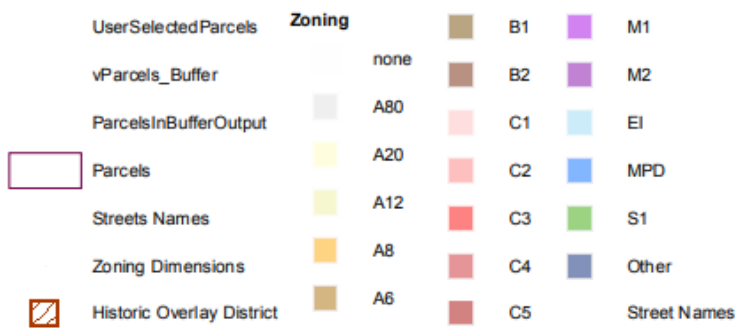 UserSelectedParcels
vParcels_Buffer
ParcelsInBufferOutput
Parcels
Streets Names
Zoning Dimensions
Historic Overlay District
Zoning
none
A80
A20
A12
A8
A6
B1
B2
C1
C2
C3
C4
C5
M1
M2
EI
MPD
S1
Other
Street Names